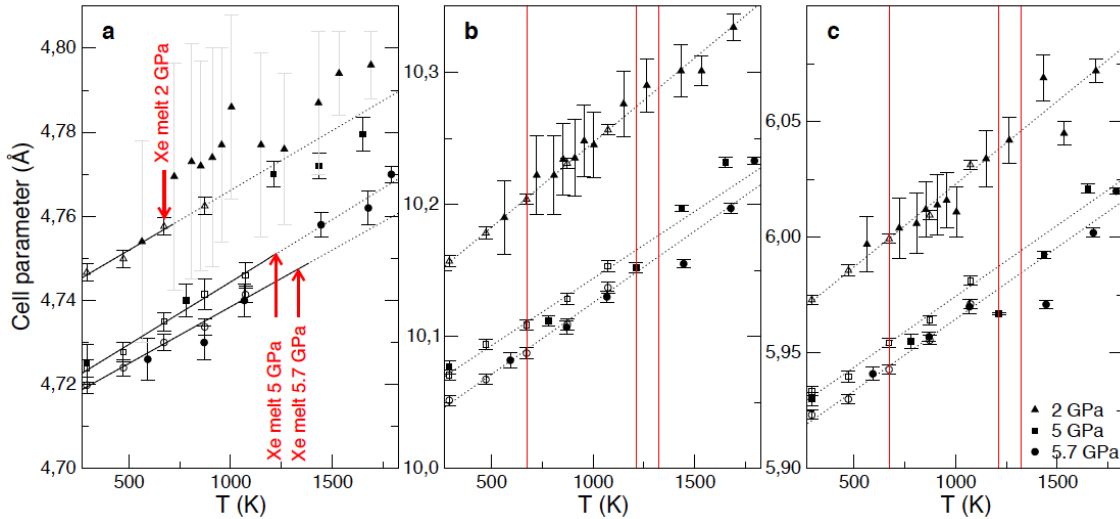 a
b
c
4,80
4,78
4,76
4,74
4,72
4,70
Cell parameter (Å)
Xe melt 2 GPa
Xe melt 5 GPa
Xe melt 5.7 GPa
500
1000
1500
T (K)
10,3
10,2
10,1
10,0
500
1000
1500
T (K)
6,05
6,00
5,95
5,90
2 GPa
5 GPa
5.7 GPa
500
1000
1500
T (K)